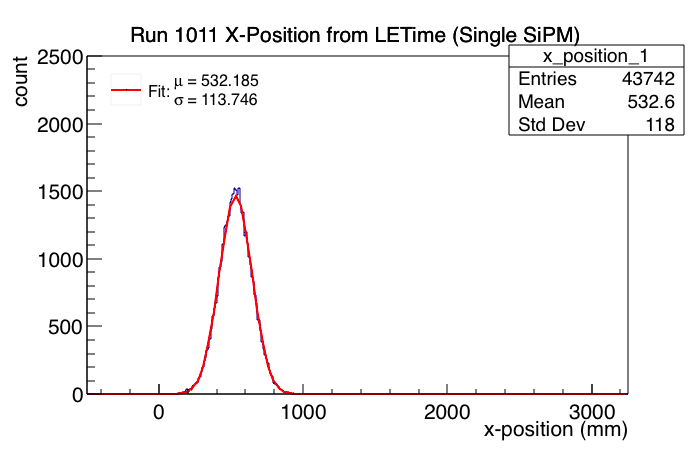 Run 1011 X-Position from LETime (Single SiPM)
x_position_1
Entries 43742
Mean 532.6
Std Dev 118
Fit: μ = 532.185
σ = 113.746
count
2500
2000
1500
1000
500
0
0 1000 2000 3000
x-position (mm)